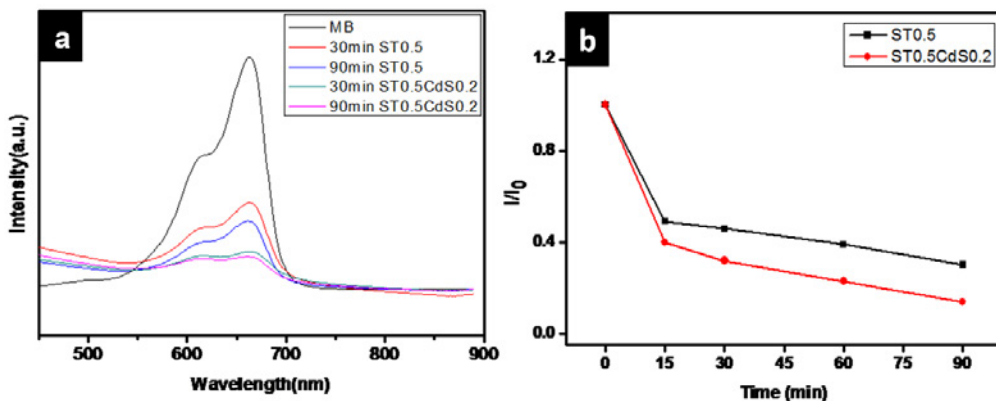 a
MB
30min ST0.5
90min ST0.5
30min ST0.5CdS0.2
90min ST0.5CdS0.2
Intensity(a.u.)
500 600 700 800 900
Wavelength(nm)
b
ST0.5
ST0.5CdS0.2
I/I0
1.2
0.8
0.4
0.0
0 15 30 45 60 75 90
Time (min)